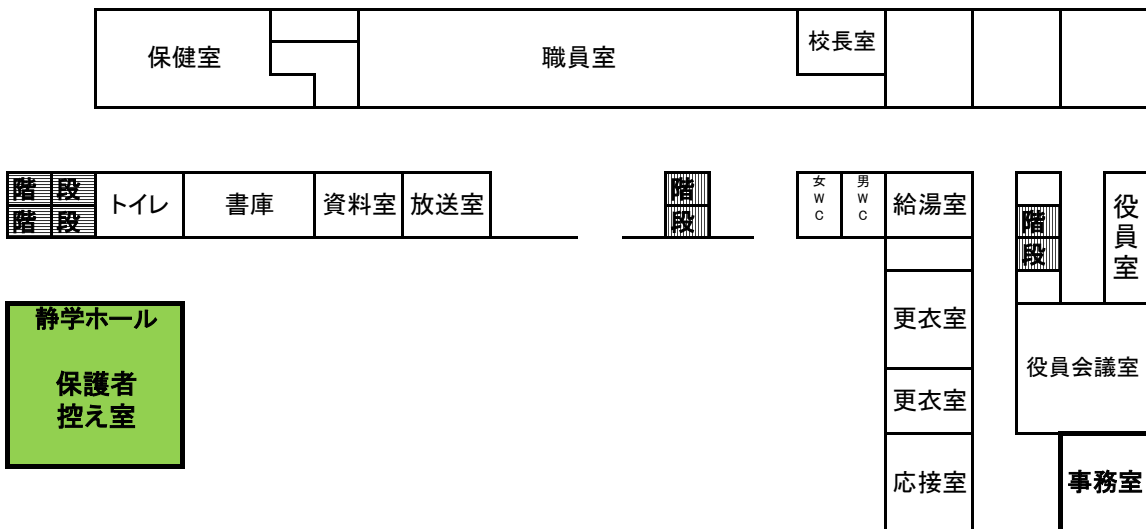 保健室
職員室
校長室
階段
階段
トイレ
書庫
資料室
放送室
階
段
女WC
男WC
給湯室
階
段
役員室
静学ホール
保護者
控え室
更衣室
役員会議室
更衣室
応接室
事務室